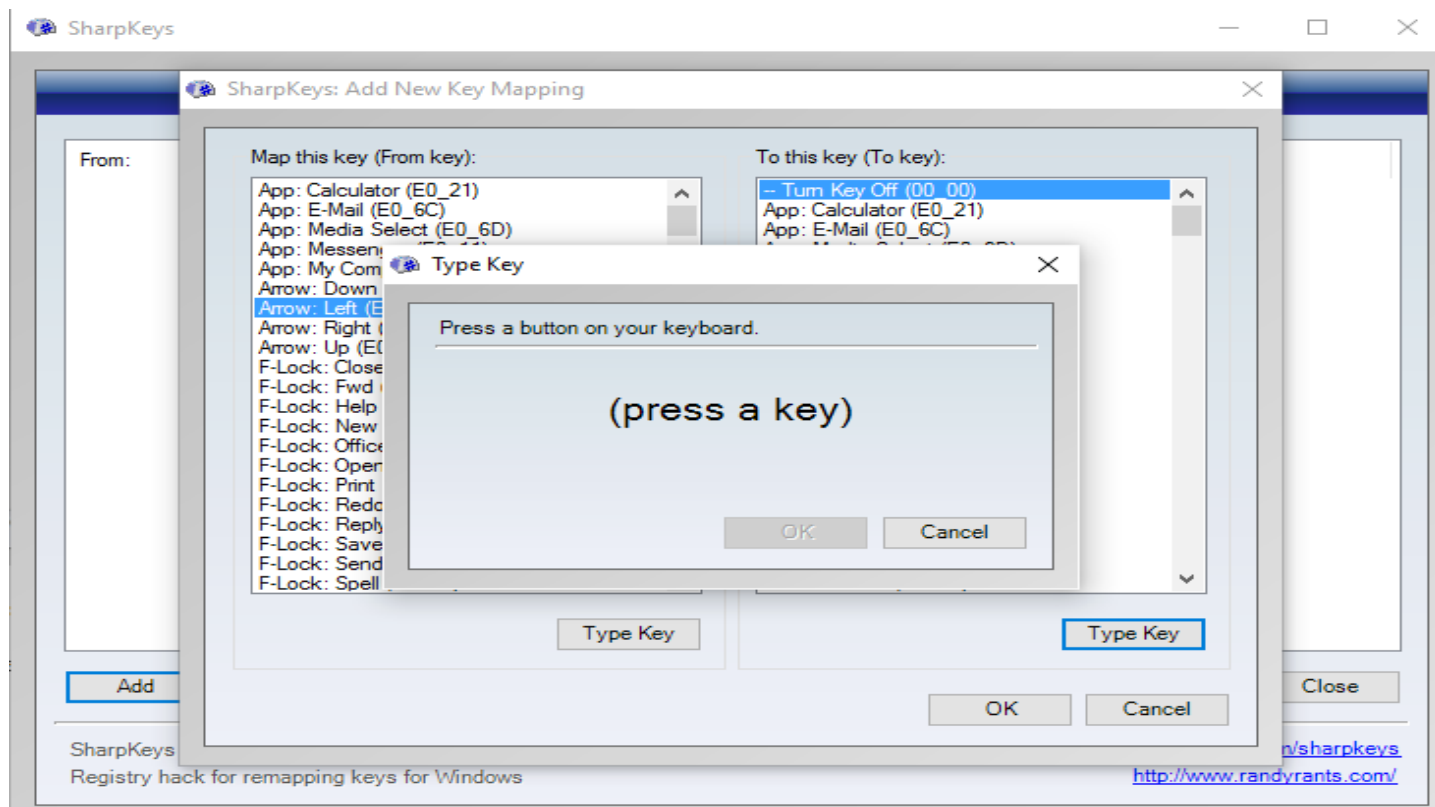 SharpKeys
SharpKeys: Add New Key Mapping
From:
Map this key (From key):
App: Calculator (E0_21)
App: E-Mail (E0_6C)
App: Media Select (E0_6D)
App:
App: My
Arrow: Down
Arrow: Left
Arrow: Right
Arrow: Up
F-Lock: Close
F-Lock: Fwd
F-Lock: Help
F-Lock: New
F-Lock: Office
F-Lock: Open
F-Lock: Print
F-Lock:
F-Lock: Reply
F-Lock: Save
F-Lock: Send
F-Lock: Spell
Type Key
To this key (To key):
-- Turn Key Off (00_00)
App: Calculator (E0_21)
App: E-Mail (E0_6C)
Type Key
Type Key
Press a button on your keyboard.
(press a key)
OK Cancel
OK Cancel
Add
Close
SharpKeys
n/sharpkeys
Registry hack for remapping keys for Windows
http://www.randyrants.com/